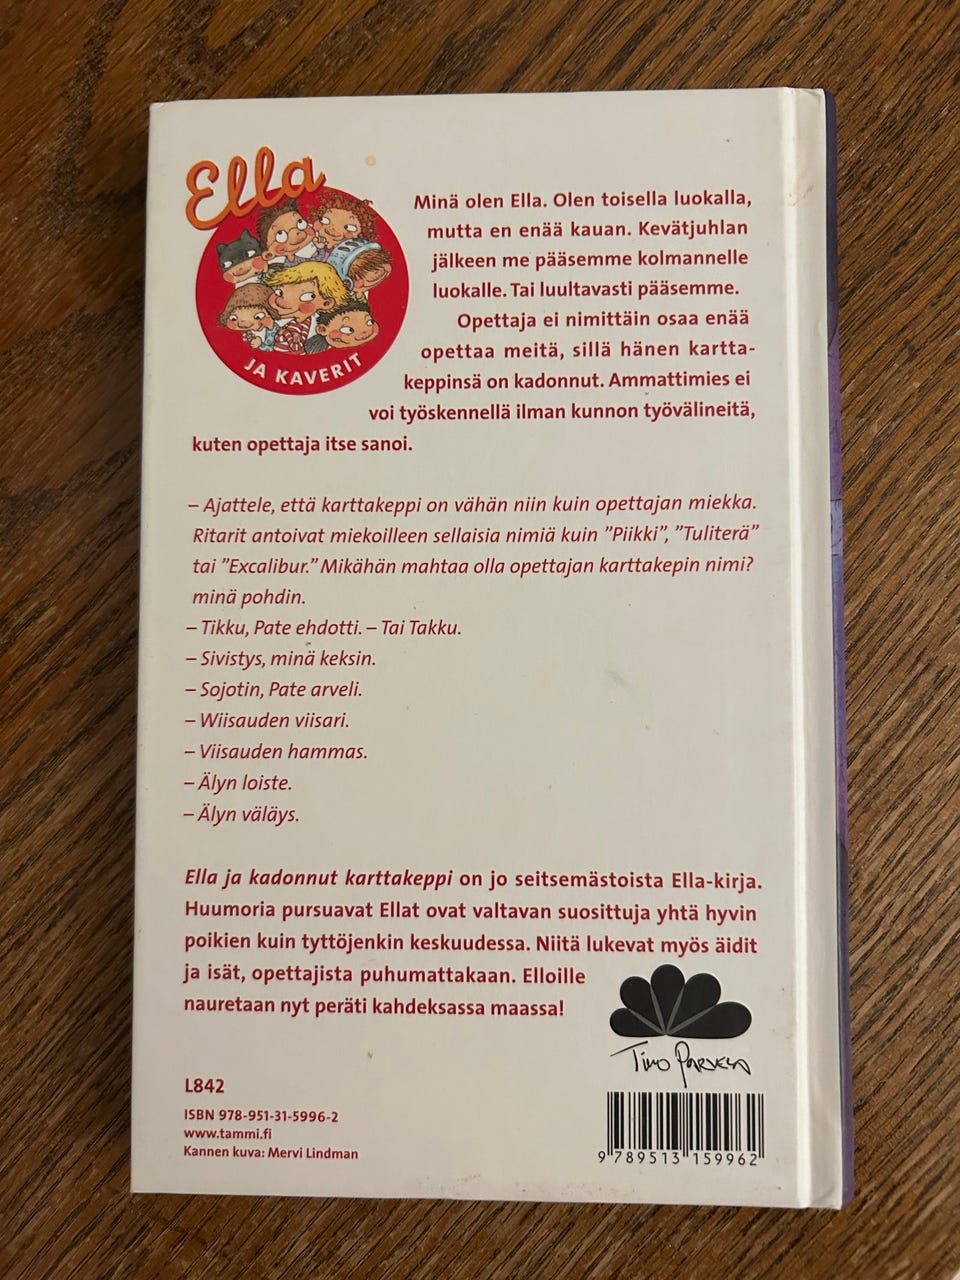 Ella
JA KAVERIT
Minä olen Ella. Olen toisella luokalla,
mutta en enää kauan. Kevätjuhlan
jälkeen me pääsemme kolmannelle
luokalle. Tai luultavasti pääsemme.
Opettaja ei nimittäin osaa enää
opettaa meitä, sillä hänen kartta-
keppinsä on kadonnut. Ammattimies ei
voi työskennellä ilman kunnon työvälineitä,
kuten opettaja itse sanoi.
– Ajattele, että karttakeppi on vähän niin kuin opettajan miekka.
Ritarit antoivat miekoilleen sellaisia nimiä kuin ”Piikki”, ”Tuliterä”
tai ”Excalibur.” Mikähän mahtaa olla opettajan karttakepin nimi?
minä pohdin.
– Tikku, Pate ehdotti. – Tai Takku.
– Sivistys, minä keksin.
– Sojotin, Pate arveli.
– Wiisauden viisari.
– Viisauden hammas.
– Älyn loiste.
– Älyn väläys.
Ella ja kadonnut karttakeppi on jo seitsemästoista Ella-kirja.
Huumoria pursuavat Ellat ovat valtavan suosittuja yhtä hyvin
poikien kuin tyttöjenkin keskuudessa. Niitä lukevat myös äidit
ja isät, opettajista puhumattakaan. Elloille
nauretaan nyt peräti kahdeksassa maassa!
Timo Parvela
L842
ISBN 978-951-31-5996-2
www.tammi.fi
Kannen kuva: Mervi Lindman
9 789513 159962